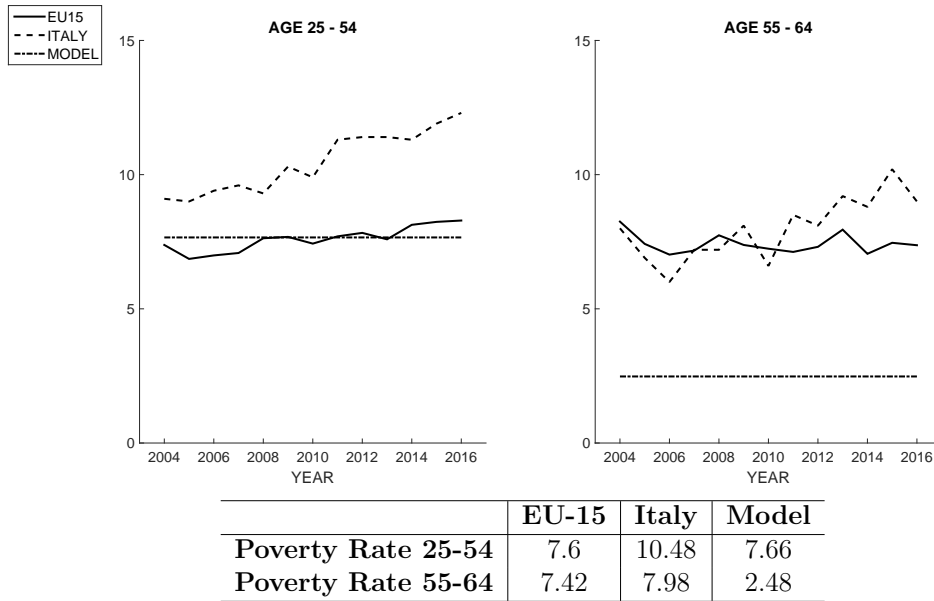 EU15
ITALY
MODEL
AGE 25 - 54
15
10
5
0
2004 2006 2008 2010 2012 2014 2016
YEAR
AGE 55 - 64
15
10
5
0
2004 2006 2008 2010 2012 2014 2016
YEAR
EU-15 Italy Model
Poverty Rate 25-54 7.6 10.48 7.66
Poverty Rate 55-64 7.42 7.98 2.48